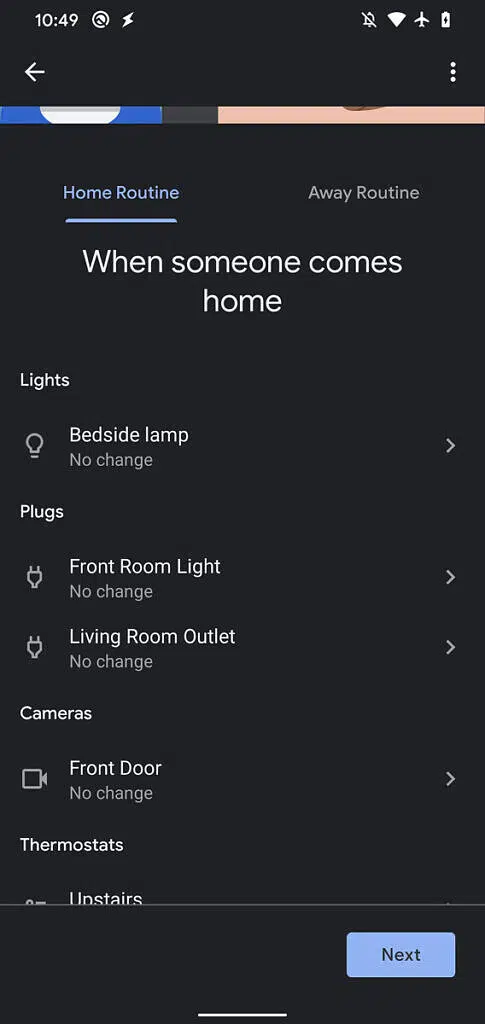 10:49
Home Routine
Away Routine
When someone comes
home
Lights
Bedside lamp
No change
Plugs
Front Room Light
No change
Living Room Outlet
No change
Cameras
Front Door
No change
Thermostats
Upstairs
Next